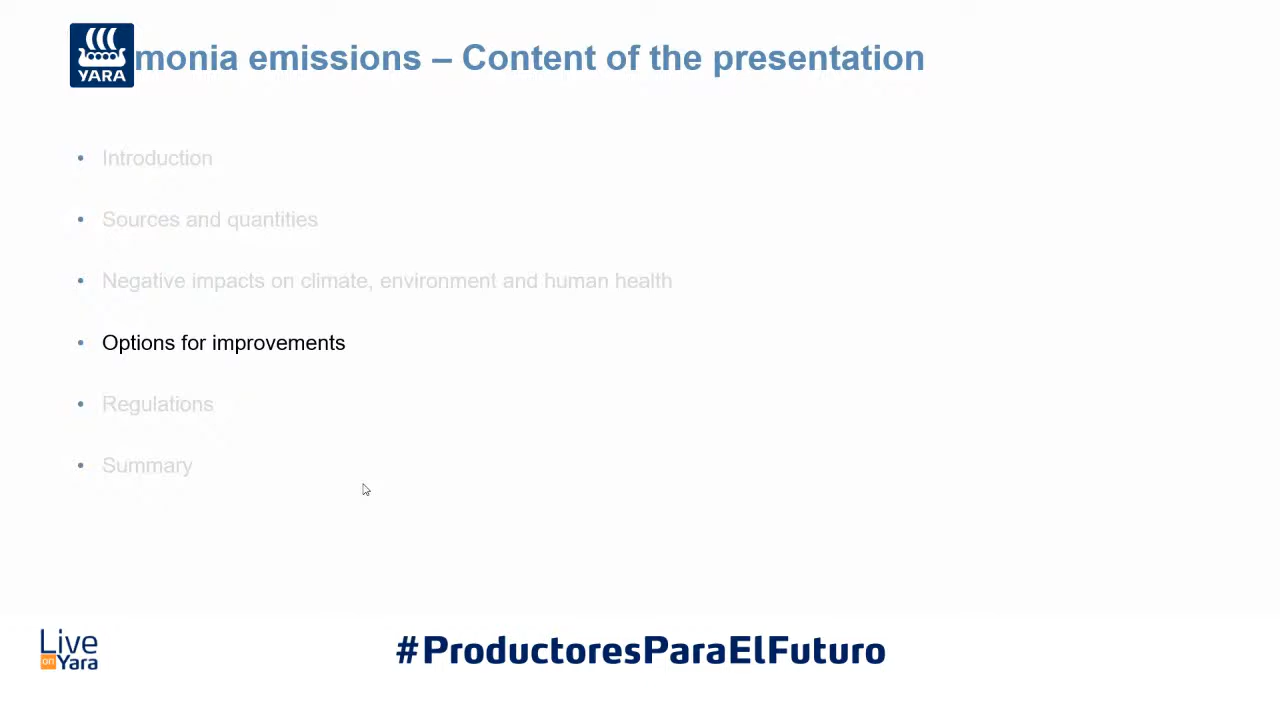 YARA
monia emissions – Content of the presentation
• Introduction
• Sources and quantities
• Negative impacts on climate, environment and human health
• Options for improvements
• Regulations
• Summary
Live
on Yara
#ProductoresParaElFuturo